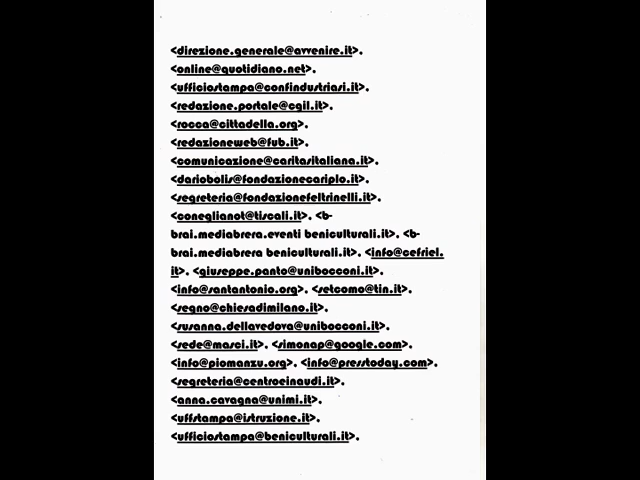 <direzione.generale@avvenire.it>,
<online@quotidiano.net>,
<ufficiostampa@confindustriasi.it>,
<redazione.portale@cgil.it>,
<rocca@cittadella.org>,
<redazioneweb@fub.it>,
<comunicazione@caritasitaliana.it>,
<dariobolis@fondazionecariplo.it>,
<segreteria@fondazionefeltrinelli.it>,
<coneglianot@tiscali.it>, <b-
brai.mediabrera.eventi beniculturali.it>, <b-
brai.mediabrera beniculturali.it>, <info@cefriel.
it>, <giuseppe.panto@unibocconi.it>,
<info@santantonio.org>, <setcomo@tin.it>,
<segno@chiesadimilano.it>,
<susanna.dellavedova@unibocconi.it>,
<sede@masci.it>, <simonap@google.com>,
<info@piomanzu.org>, <info@presstoday.com>,
<segreteria@centroeinaudi.it>,
<anna.cavagna@unimi.it>,
<uffstampa@istruzione.it>,
<ufficiostampa@beniculturali.it>,